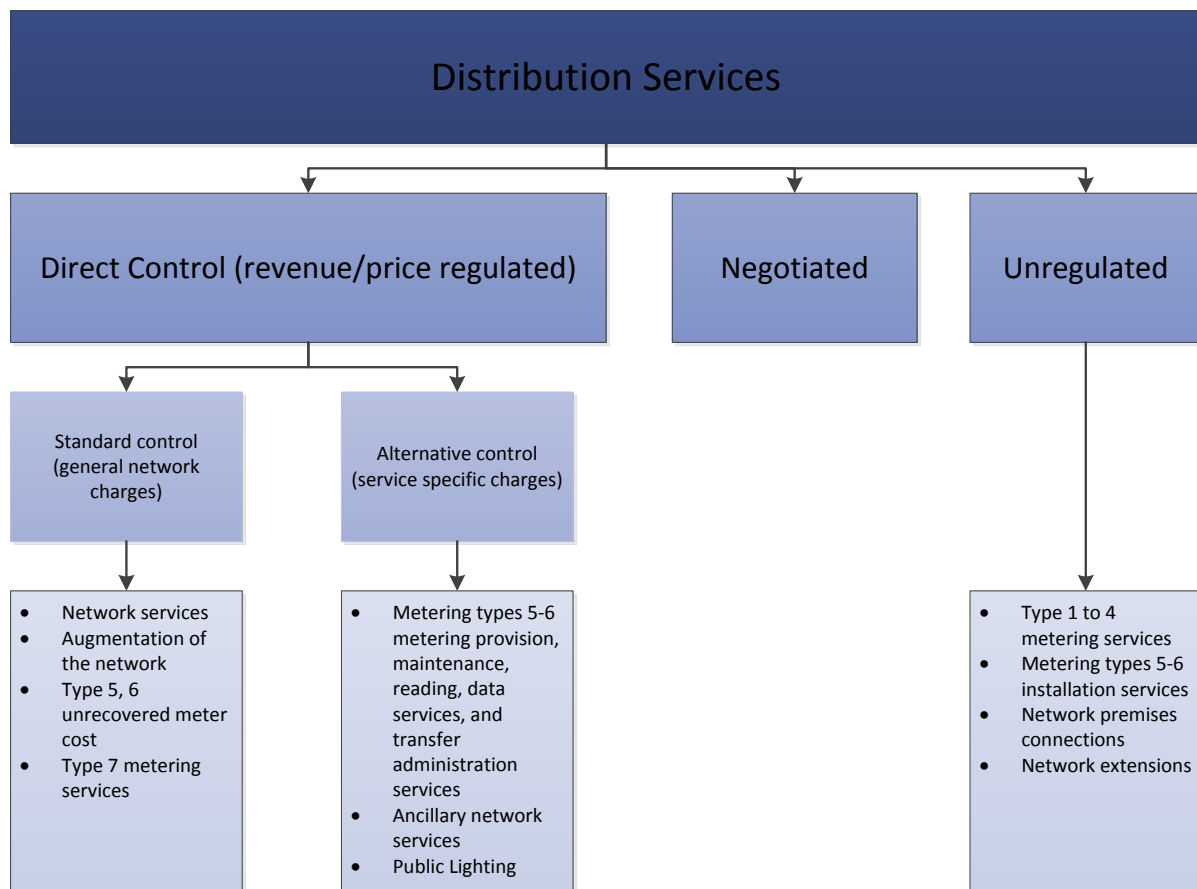 Distribution Services
Direct Control (revenue/price regulated)
Negotiated
Unregulated
Standard control
(general network
charges)
Alternative control
(service specific charges)
• Network services
• Augmentation of
the network
• Type 5, 6
unrecovered meter
cost
• Type 7 metering
services
• Metering types 5-6
metering provision,
maintenance,
reading, data
services, and
transfer
administration
services
• Ancillary network
services
• Public Lighting
• Type 1 to 4
metering services
• Metering types 5-6
installation services
• Network premises
connections
• Network extensions